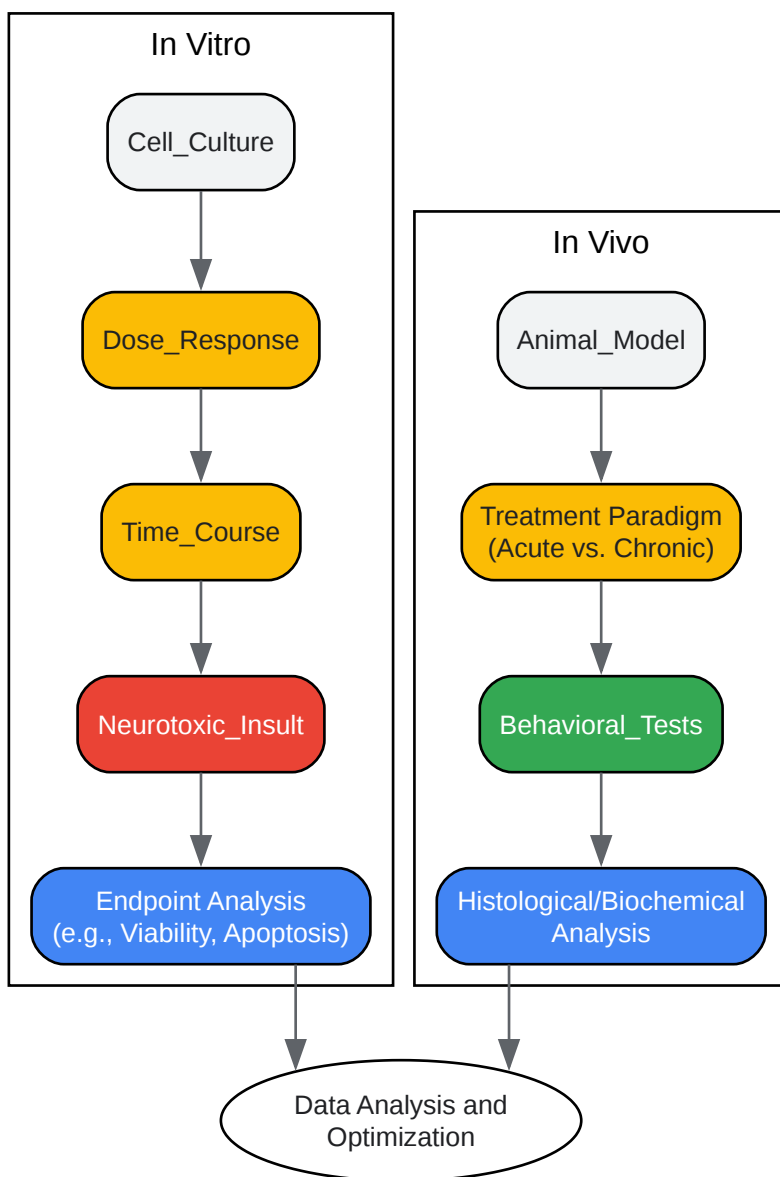 In Vitro
Cell_Culture
Dose_Response
Time_Course
Neurotoxic_Insult
Endpoint Analysis
(e.g., Viability, Apoptosis)
In Vivo
Animal_Model
Treatment Paradigm
(Acute vs. Chronic)
Behavioral_Tests
Histological/Biochemical
Analysis
Data Analysis and
Optimization